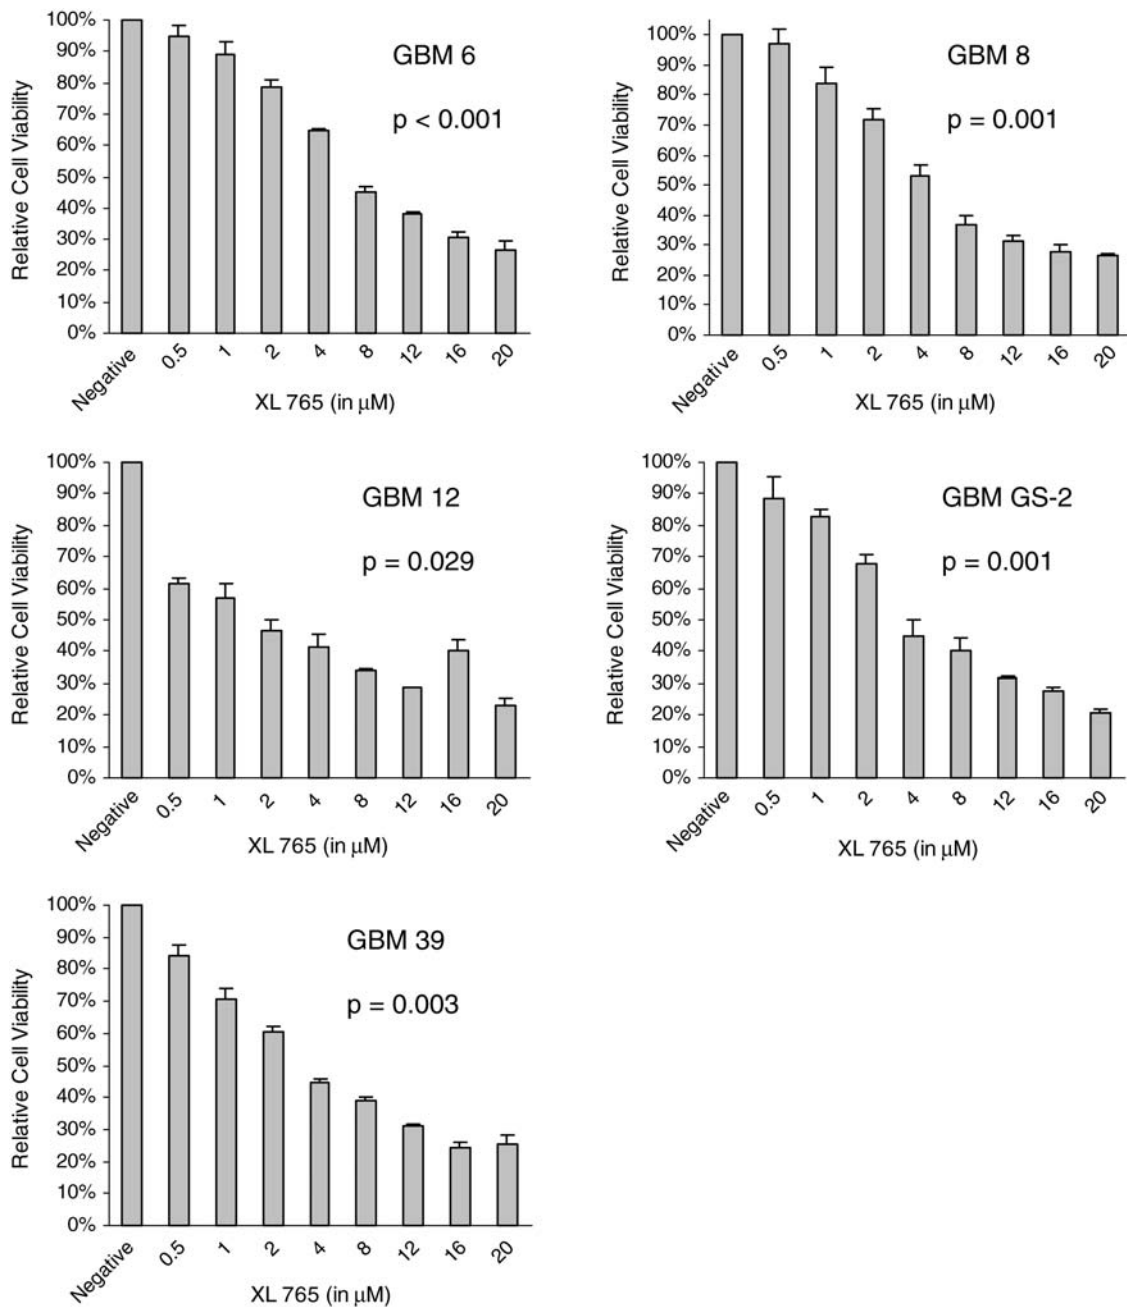 100%
90%
80%
70%
60%
50%
40%
30%
20%
10%
0%
Relative Cell Viability
GBM 6
p < 0.001
Negative 0.5 1 2 4 8 12 16 20
XL 765 (in μM)
100%
90%
80%
70%
60%
50%
40%
30%
20%
10%
0%
Relative Cell Viability
GBM 8
p = 0.001
Negative 0.5 1 2 4 8 12 16 20
XL 765 (in μM)
100%
90%
80%
70%
60%
50%
40%
30%
20%
10%
0%
Relative Cell Viability
GBM 12
p = 0.029
Negative 0.5 1 2 4 8 12 16 20
XL 765 (in μM)
100%
90%
80%
70%
60%
50%
40%
30%
20%
10%
0%
Relative Cell Viability
GBM GS-2
p = 0.001
Negative 0.5 1 2 4 8 12 16 20
XL 765 (in μM)
100%
90%
80%
70%
60%
50%
40%
30%
20%
10%
0%
Relative Cell Viability
GBM 39
p = 0.003
Negative 0.5 1 2 4 8 12 16 20
XL 765 (in μM)